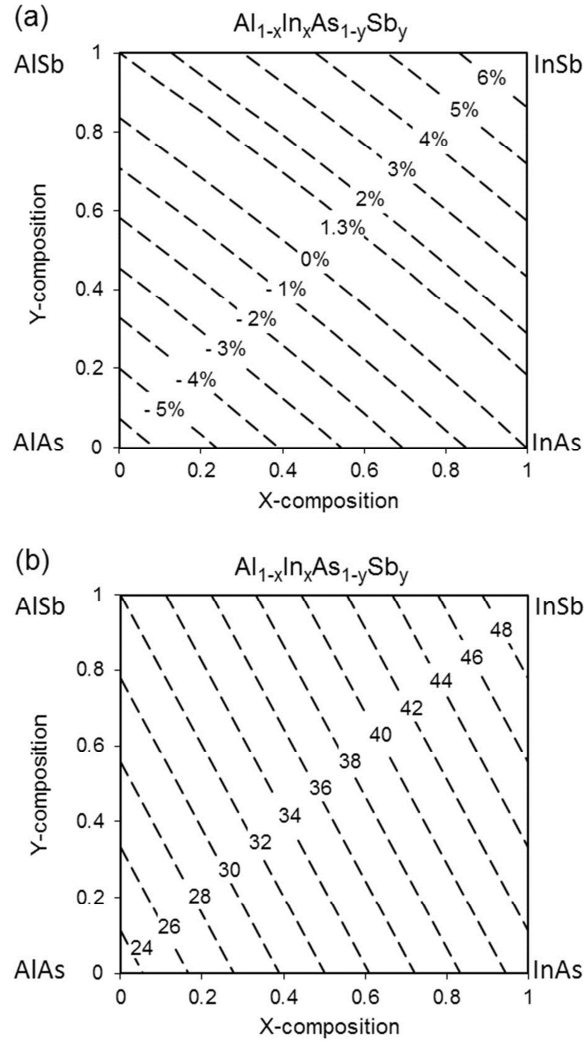 (a)
Al₁₋ₓInₓAs₁₋ᵧSbᵧ
AlSb
InSb
1
0.8
0.6
0.4
0.2
0
Y-composition
6%
5%
4%
3%
2%
1.3%
0%
- 1%
- 2%
- 3%
- 4%
- 5%
AlAs
InAs
0 0.2 0.4 0.6 0.8 1
X-composition
(b)
Al₁₋ₓInₓAs₁₋ᵧSbᵧ
AlSb
InSb
1
0.8
0.6
0.4
0.2
0
Y-composition
48
46
44
42
40
38
36
34
32
30
28
26
24
AlAs
InAs
0 0.2 0.4 0.6 0.8 1
X-composition